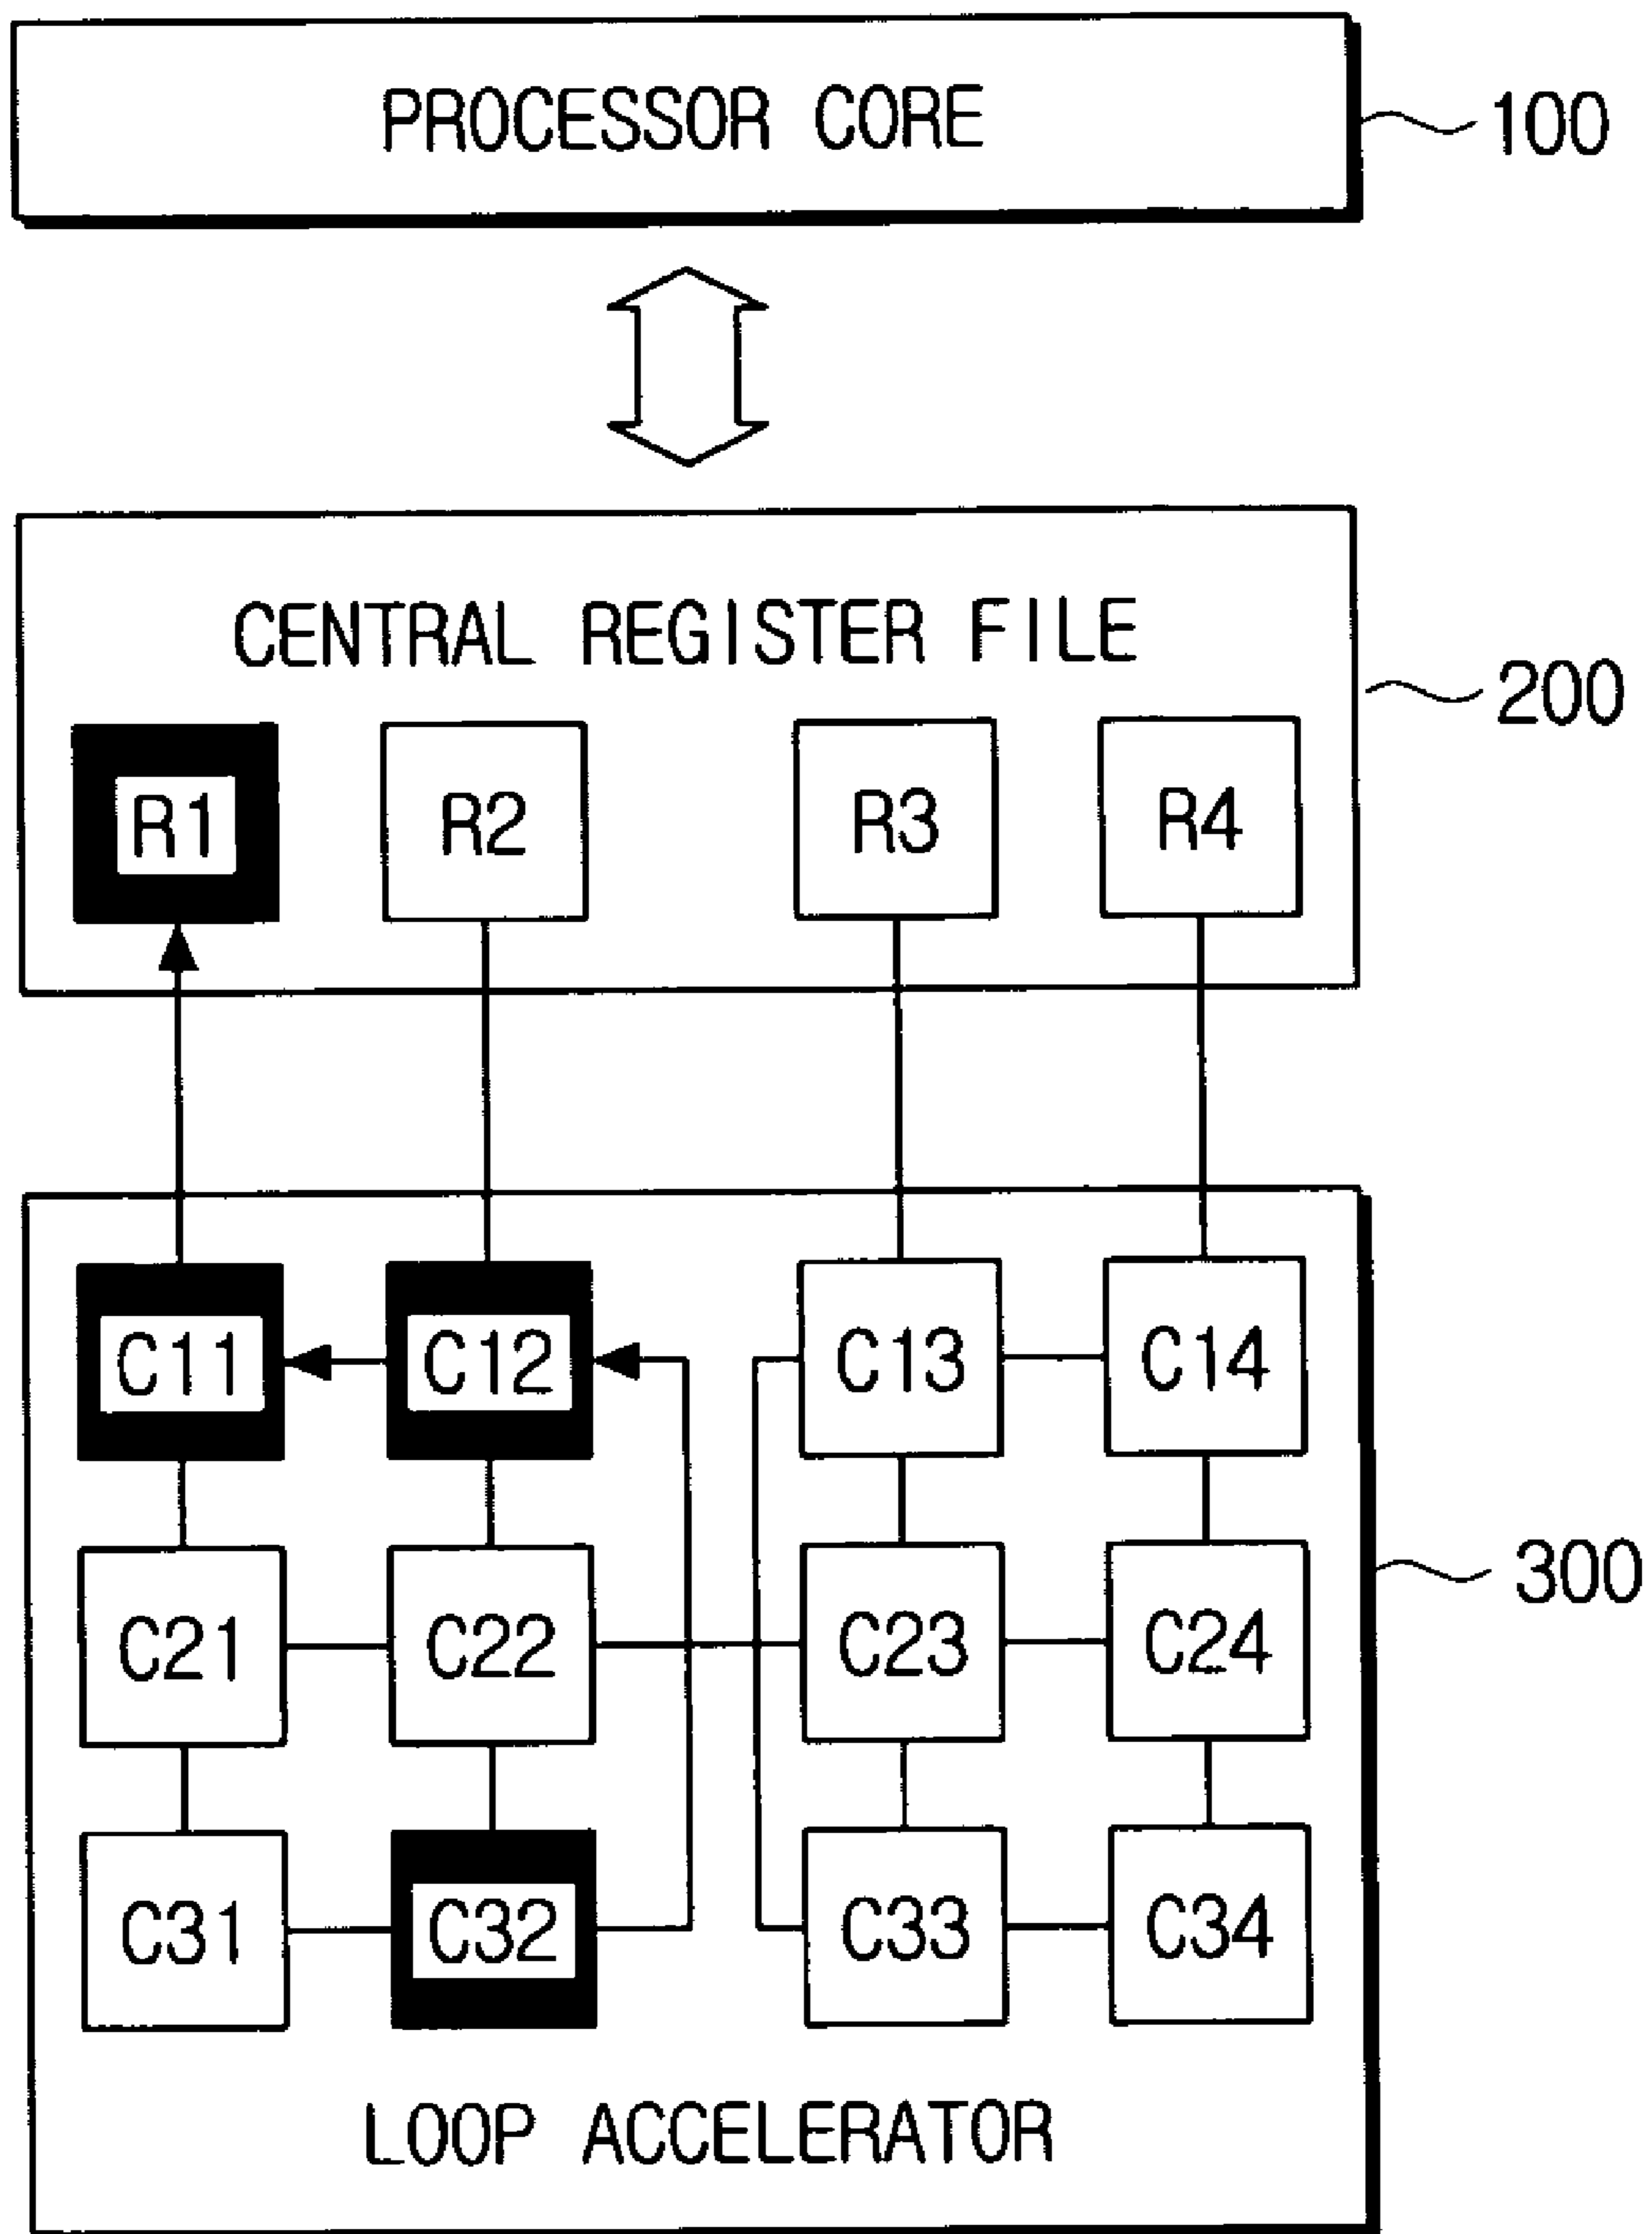 PROCESSOR CORE
100
CENTRAL REGISTER FILE
200
R1 R2 R3 R4
C11 C12 C13 C14
300
C21 C22 C23 C24
C31 C32 C33 C34
LOOP ACCELERATOR